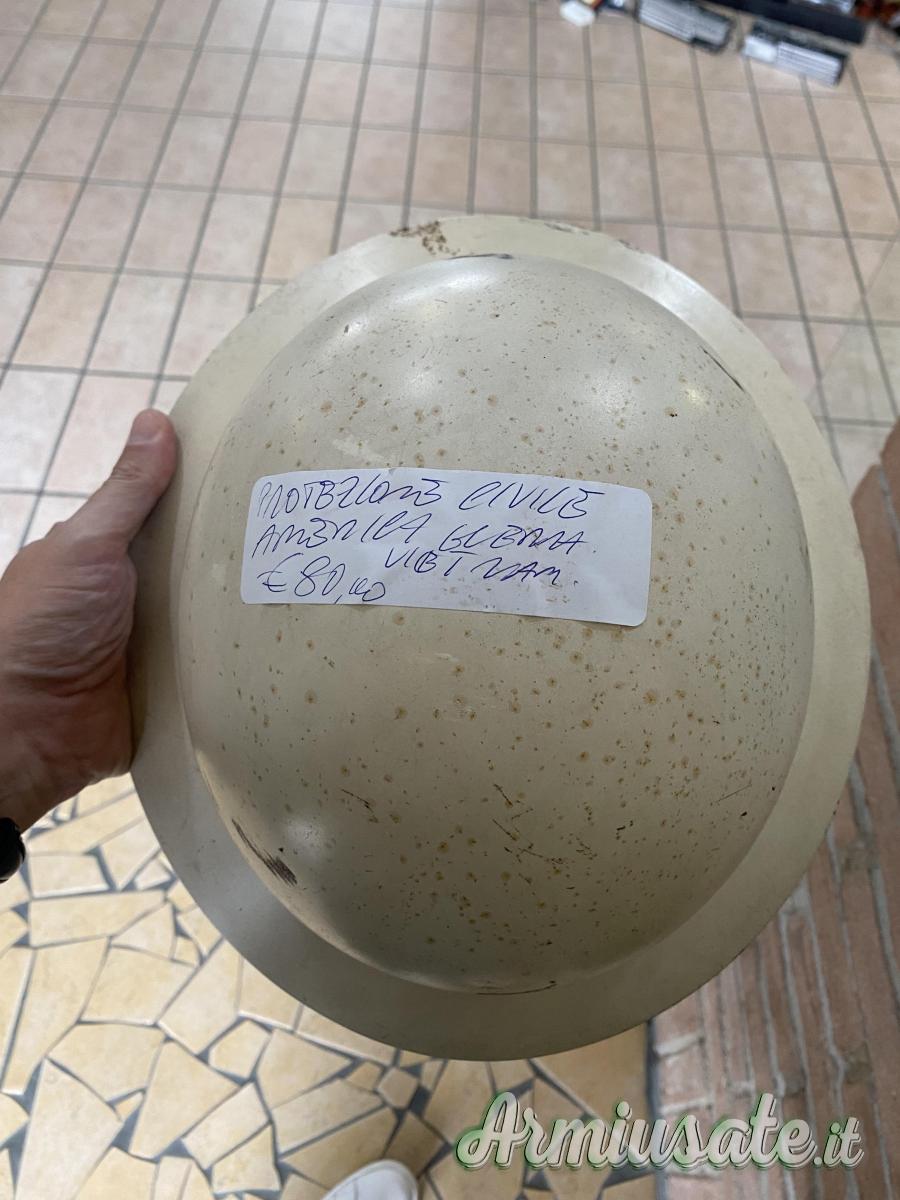 PROTEZIONE CIVILE
AMERICA GUERRA
VIETNAM
€80,00
Armiusate.it